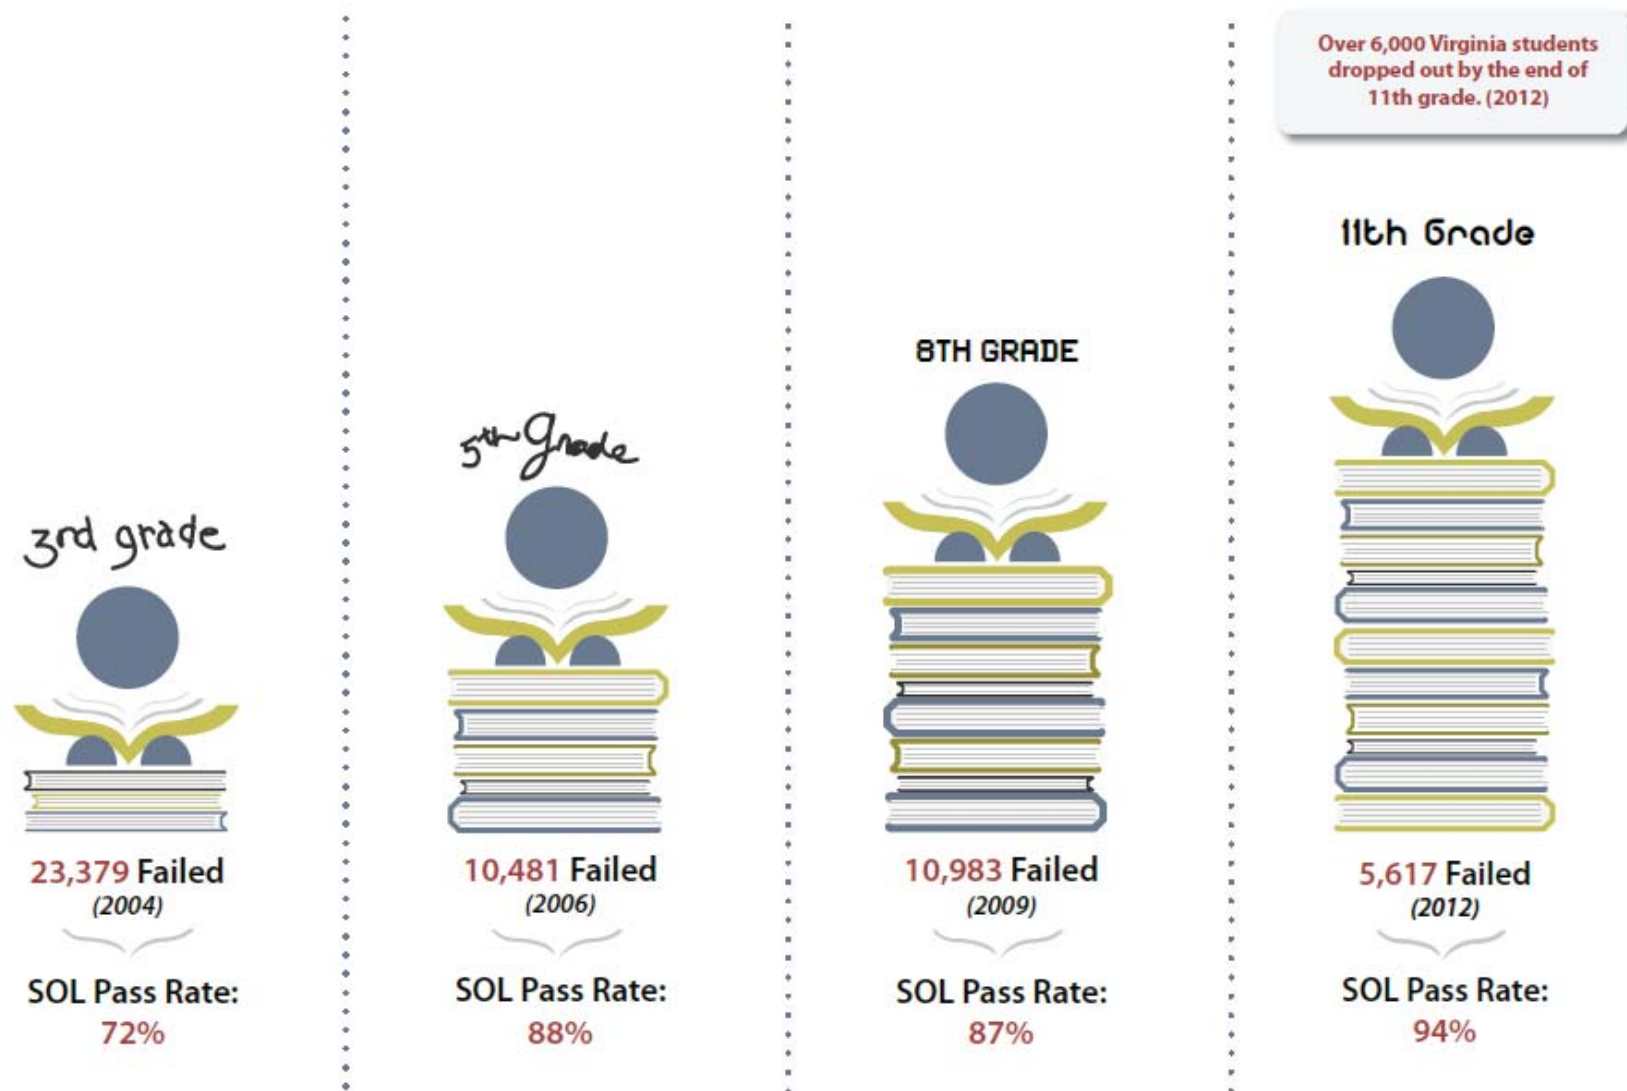 Over 6,000 Virginia students
dropped out by the end of
11th grade. (2012)
3rd grade
23,379 Failed
(2004)
SOL Pass Rate:
72%
5th Grade
10,481 Failed
(2006)
SOL Pass Rate:
88%
8TH GRADE
10,983 Failed
(2009)
SOL Pass Rate:
87%
11th Grade
5,617 Failed
(2012)
SOL Pass Rate:
94%